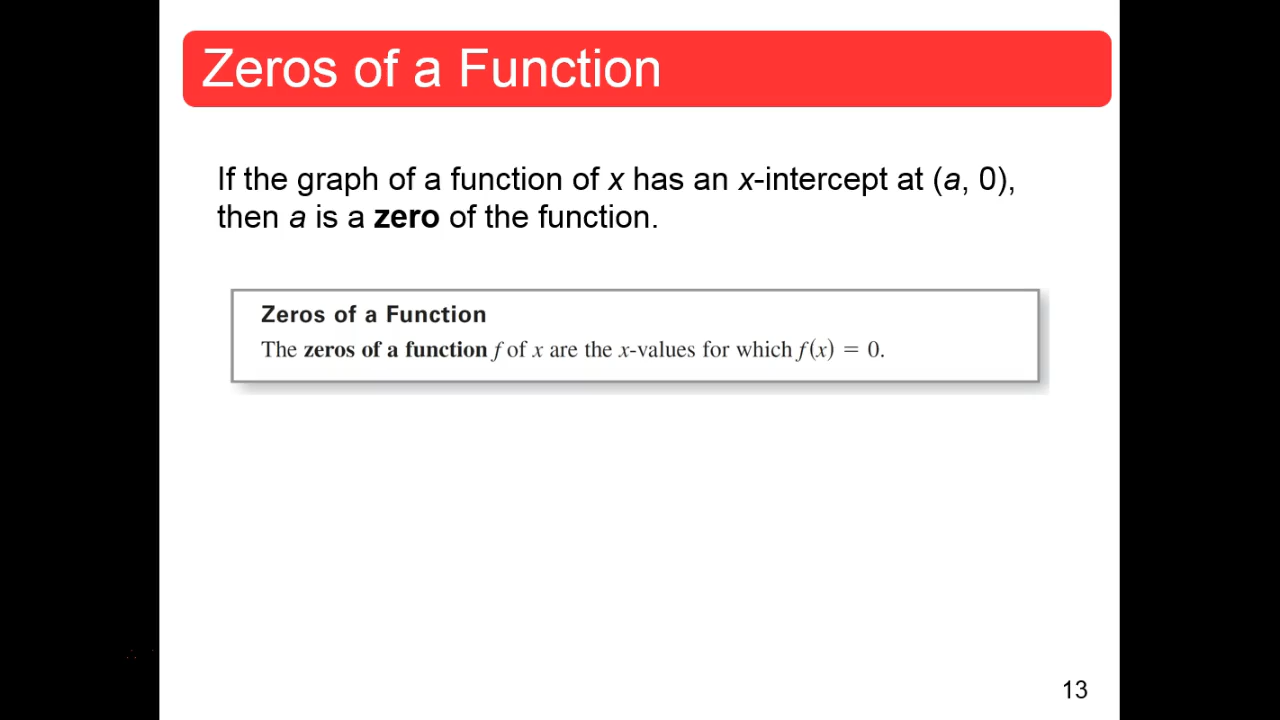 Zeros of a Function
If the graph of a function of x has an x-intercept at (a, 0),
then a is a zero of the function.
Zeros of a Function
The zeros of a function f of x are the x-values for which f(x) = 0.
13